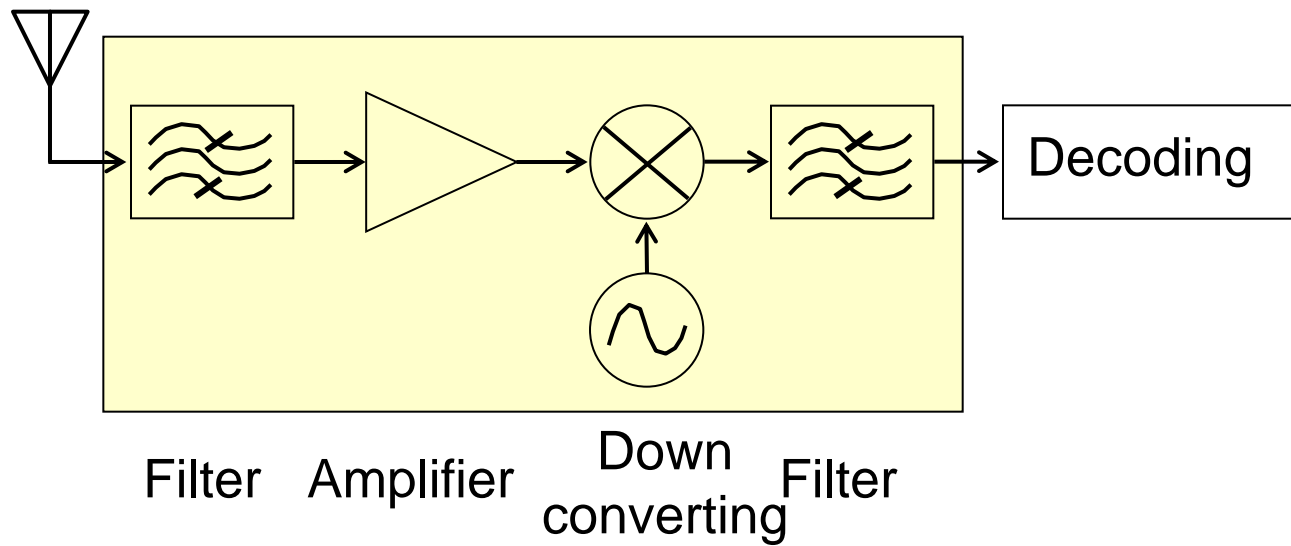 Decoding
Filter
Amplifier
Down
converting
Filter